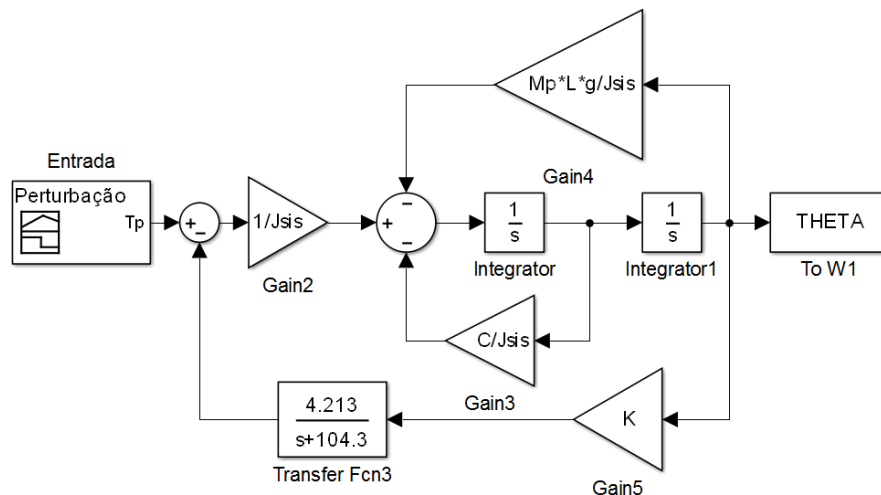 Mp*L*g/Jsis
Entrada
Perturbação
Tp
+
−
1/Jsis
Gain2
−
+
−
Gain4
1
s
Integrator
1
s
Integrator1
THETA
To W1
C/Jsis
Gain3
4.213
s+104.3
Transfer Fcn3
K
Gain5